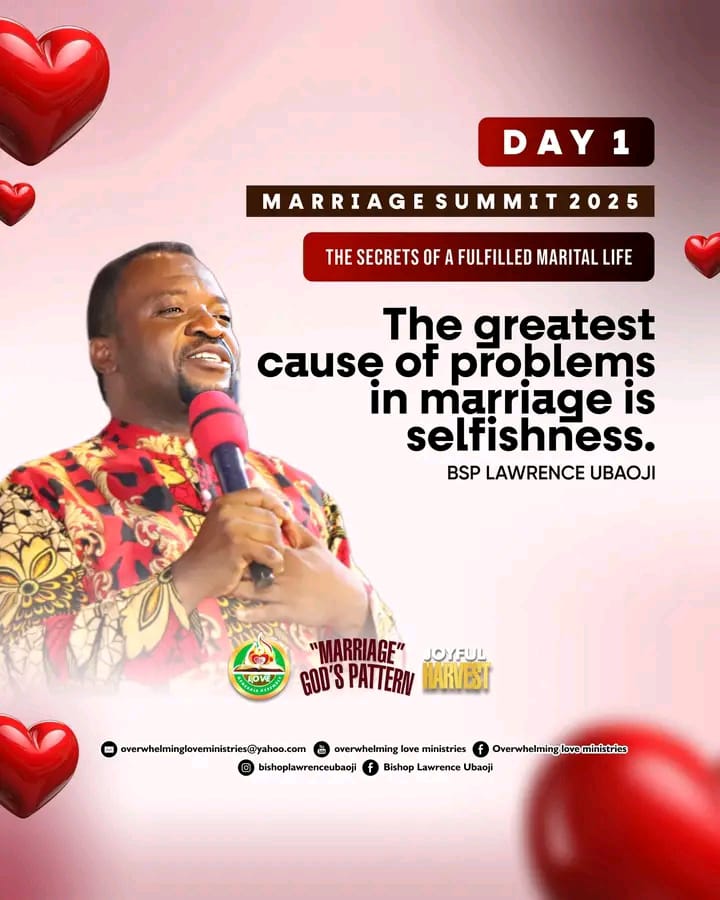 DAY 1
MARRIAGE SUMMIT 2025
THE SECRETS OF A FULFILLED MARITAL LIFE
The greatest
cause of problems
in marriage is
selfishness.
BSP LAWRENCE UBAOJI
LOVE
"MARRIAGE"
GOD'S PATTERN
JOYFUL
HARVEST
overwhelmingloveministries@yahoo.com overwhelming love ministries Overwhelming love ministries
bishoplawrenceubaoji Bishop Lawrence Ubaoji